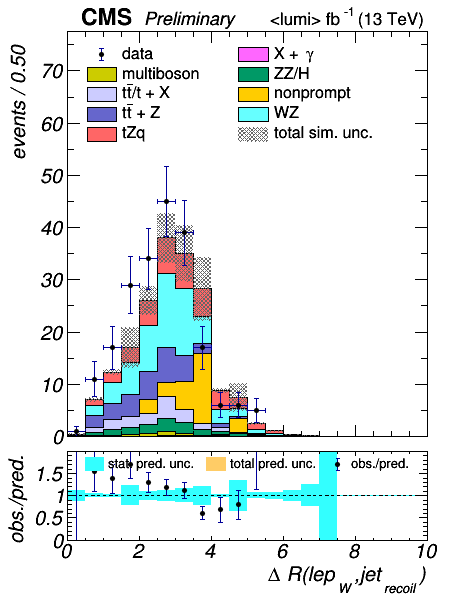 CMS Preliminary <lumi> fb⁻¹ (13 TeV)
events / 0.50
data
multiboson
tt̄/t + X
tt̄ + Z
tZq
X + γ
ZZ/H
nonprompt
WZ
total sim. unc.
70
60
50
40
30
20
10
0
obs./pred.
stat pred. unc.
total pred. unc.
obs./pred.
1.5
1
0.5
0
0 2 4 6 8 10
Δ R(lep_W,jet_recoil)